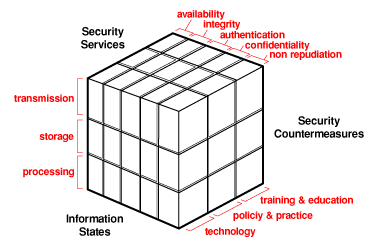 availability
integrity
authentication
confidentiality
non repudiation
Security
Services
transmission
storage
processing
Security
Countermeasures
training & education
policiy & practice
technology
Information
States